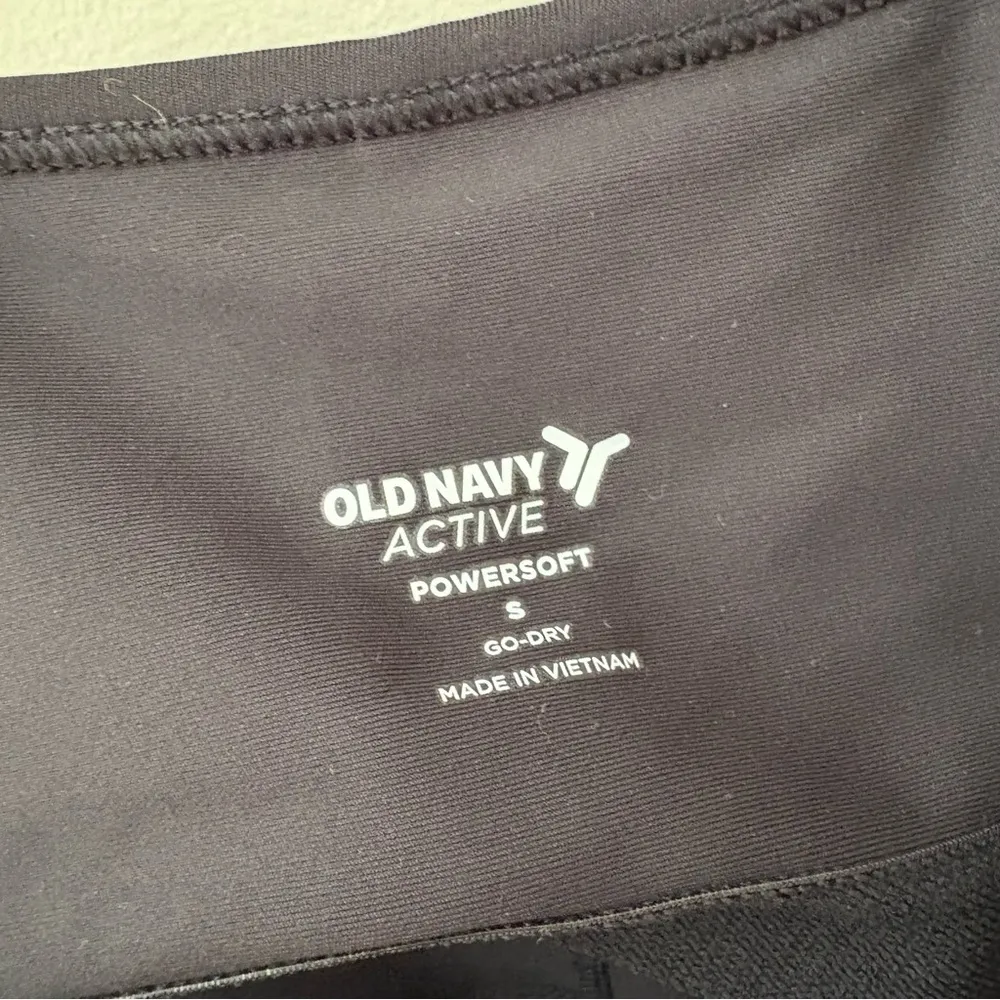 OLD NAVY
ACTIVE
POWERSOFT
S
GO-DRY
MADE IN VIETNAM